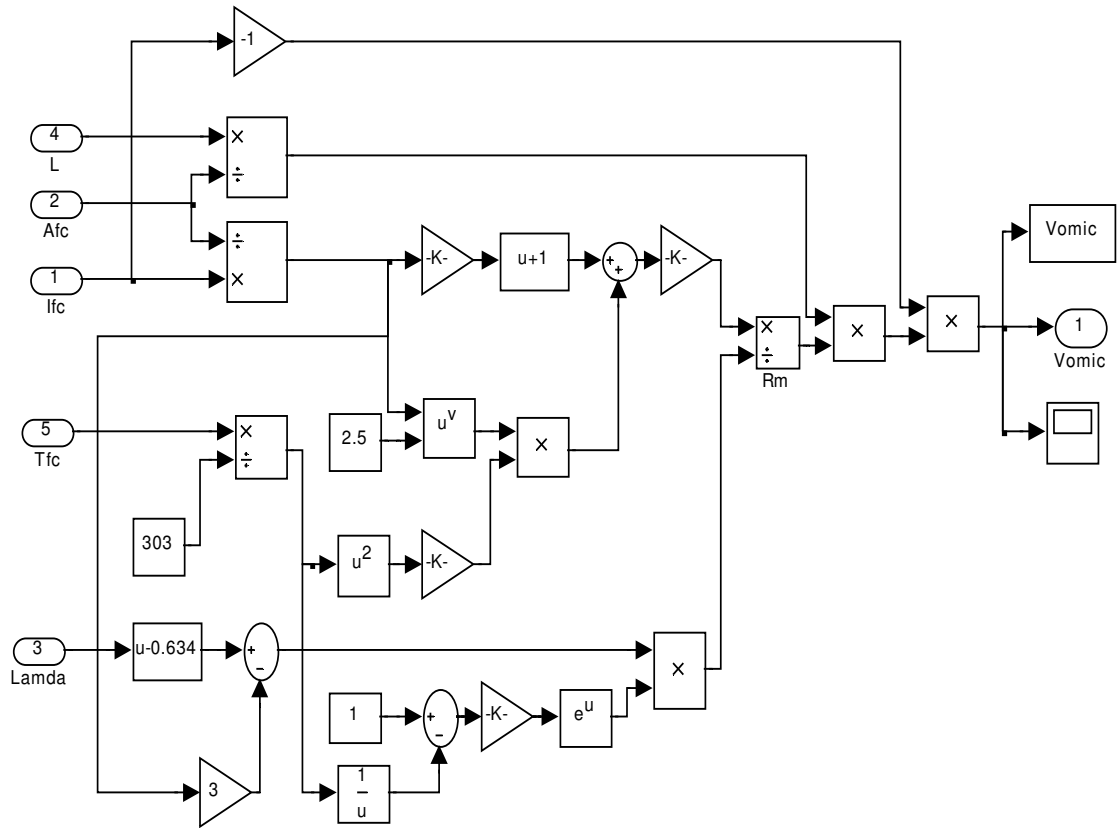 -1
4
×
L
÷
2
Afc
÷
1
×
Ifc
-K-
u+1
+
+
-K-
Vomic
×
÷
Rm
×
×
1
Vomic
5
Tfc
×
÷
2.5
u^v
×
303
u^2
-K-
3
Lamda
u-0.634
+
−
×
1
+
−
-K-
e^u
3
1
u